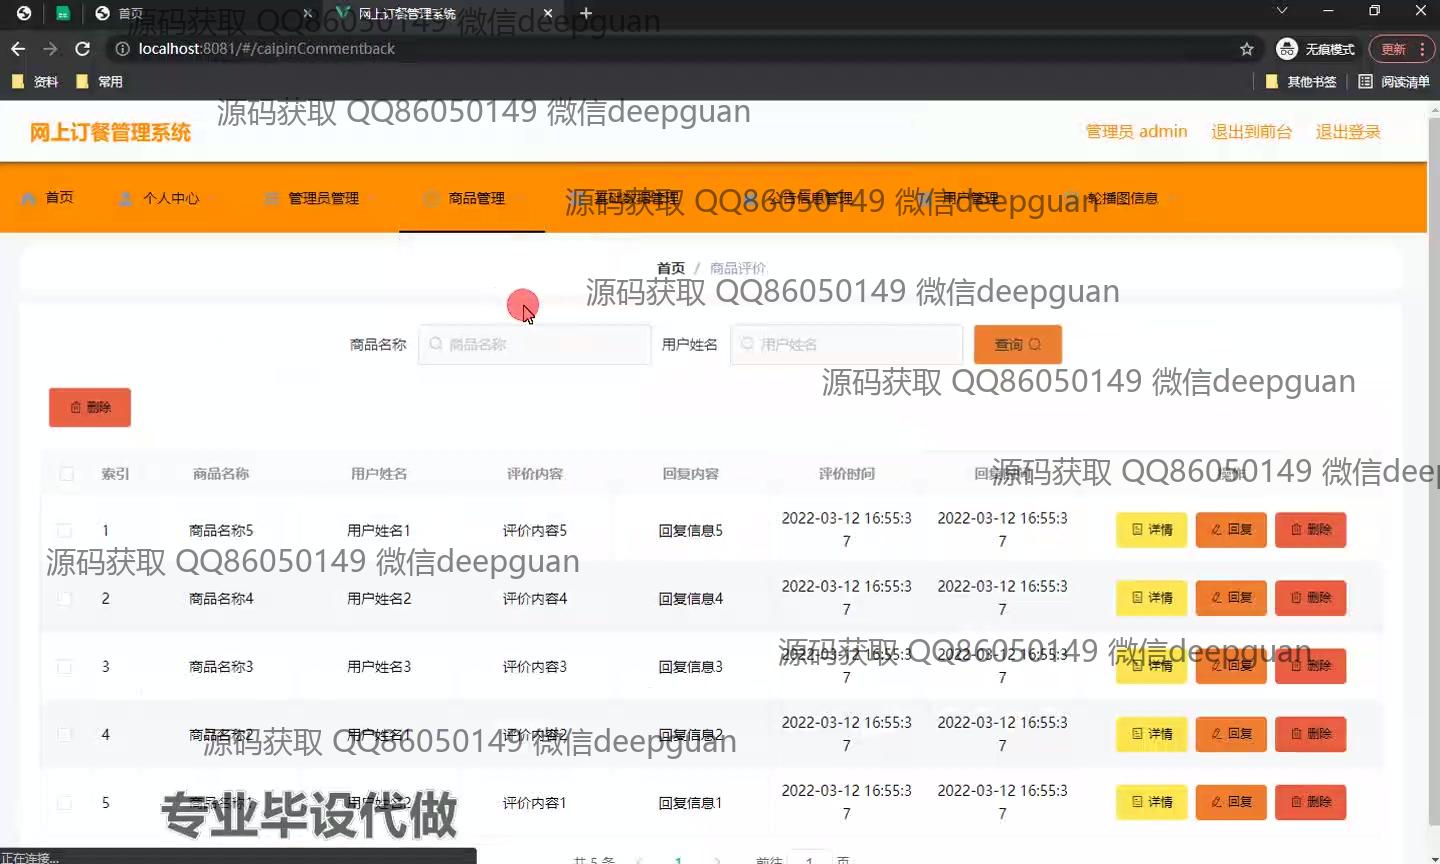 首页
网上订餐管理系统
localhost:8081/#/caipinCommentback
无痕模式
更新
资料
常用
其他书签
阅读清单
源码获取 QQ86050149 微信deepguan
源码获取 QQ86050149 微信deepguan
网上订餐管理系统
管理员 admin
退出到前台
退出登录
首页
个人中心
管理员管理
商品管理
基础数据管理
公告信息管理
用户管理
轮播图信息
源码获取 QQ86050149 微信deepguan
首页 / 商品评价
源码获取 QQ86050149 微信deepguan
商品名称
商品名称
用户姓名
用户姓名
查询
源码获取 QQ86050149 微信deepguan
删除
索引 商品名称 用户姓名 评价内容 回复内容 评价时间 回复时间 操作
源码获取 QQ86050149 微信deep
1 商品名称5 用户姓名1 评价内容5 回复信息5 2022-03-12 16:55:37 2022-03-12 16:55:37 详情 回复 删除
源码获取 QQ86050149 微信deepguan
2 商品名称4 用户姓名2 评价内容4 回复信息4 2022-03-12 16:55:37 2022-03-12 16:55:37 详情 回复 删除
源码获取 QQ86050149 微信deepguan
3 商品名称3 用户姓名3 评价内容3 回复信息3 2022-03-12 16:55:37 2022-03-12 16:55:37 详情 回复 删除
4 商品名称2 用户姓名1 评价内容2 回复信息2 2022-03-12 16:55:37 2022-03-12 16:55:37 详情 回复 删除
源码获取 QQ86050149 微信deepguan
5 商品名称1 用户姓名2 评价内容1 回复信息1 2022-03-12 16:55:37 2022-03-12 16:55:37 详情 回复 删除
专业毕设代做
正在连接...
共 5 条 1 前往 1 页